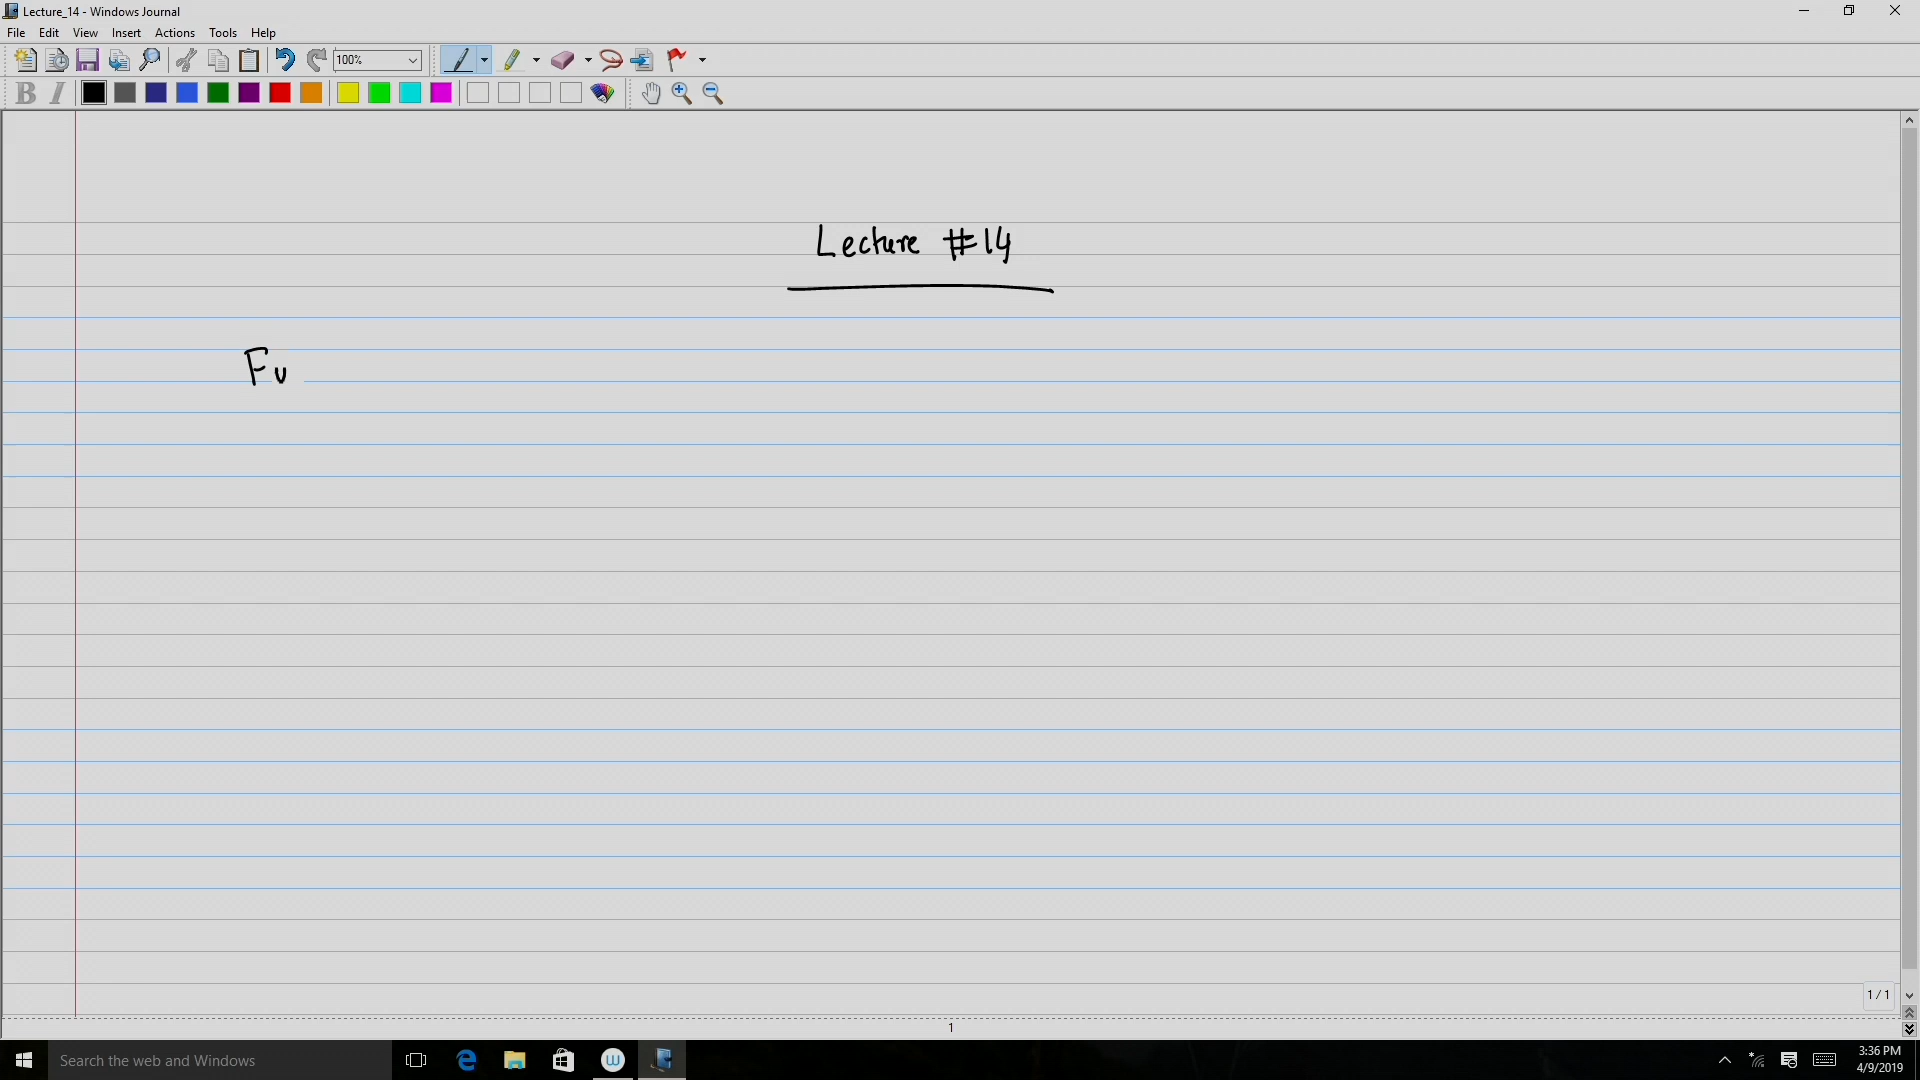 Lecture_14 - Windows Journal
File Edit View Insert Actions Tools Help
100%
B I
Lecture #14
Fu
1 / 1
1
Search the web and Windows
3:36 PM
4/9/2019